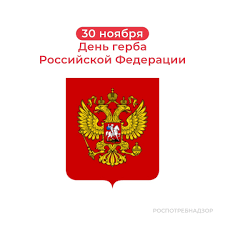 30 ноября
День герба
Российской Федерации
РОСПОТРЕБНАДЗОР